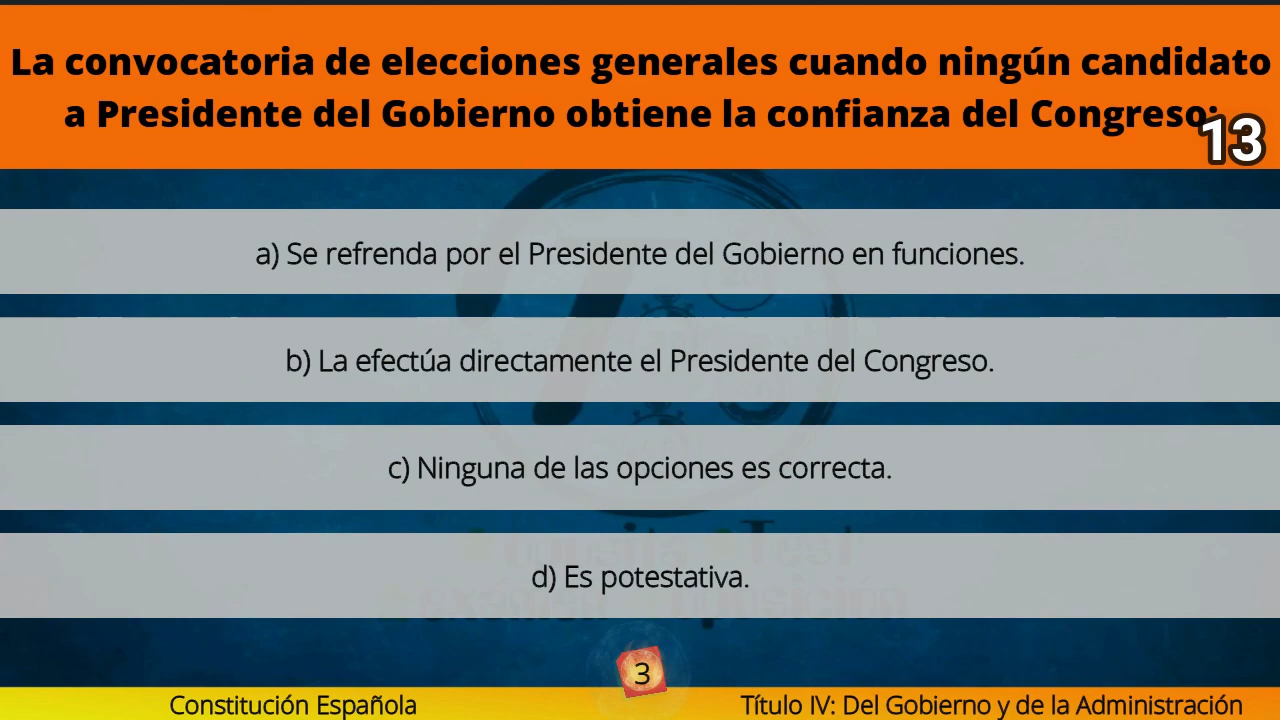 La convocatoria de elecciones generales cuando ningún candidato
a Presidente del Gobierno obtiene la confianza del Congreso:
13
a) Se refrenda por el Presidente del Gobierno en funciones.
b) La efectúa directamente el Presidente del Congreso.
c) Ninguna de las opciones es correcta.
d) Es potestativa.
3
Constitución Española
Título IV: Del Gobierno y de la Administración